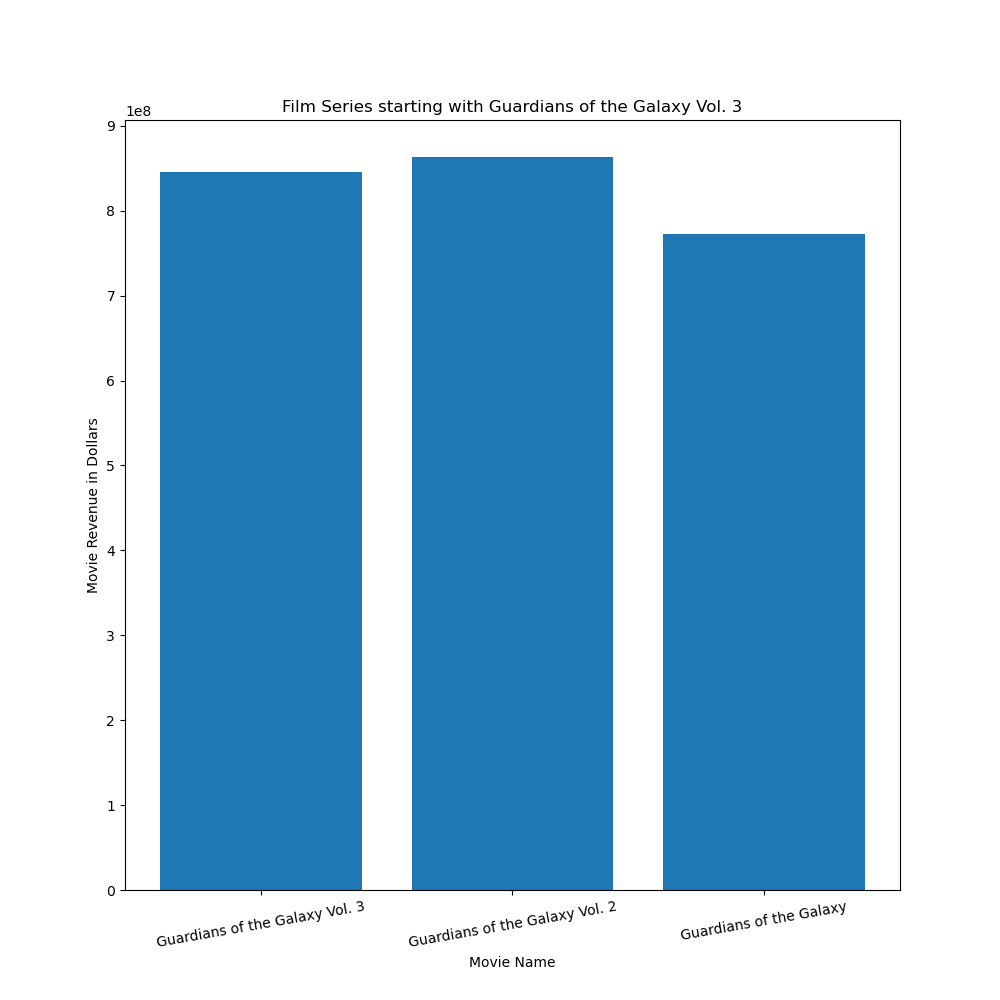 Film Series starting with Guardians of the Galaxy Vol. 3
1e8
9
8
7
6
5
4
3
2
1
0
Movie Revenue in Dollars
Guardians of the Galaxy Vol. 3
Guardians of the Galaxy Vol. 2
Guardians of the Galaxy
Movie Name